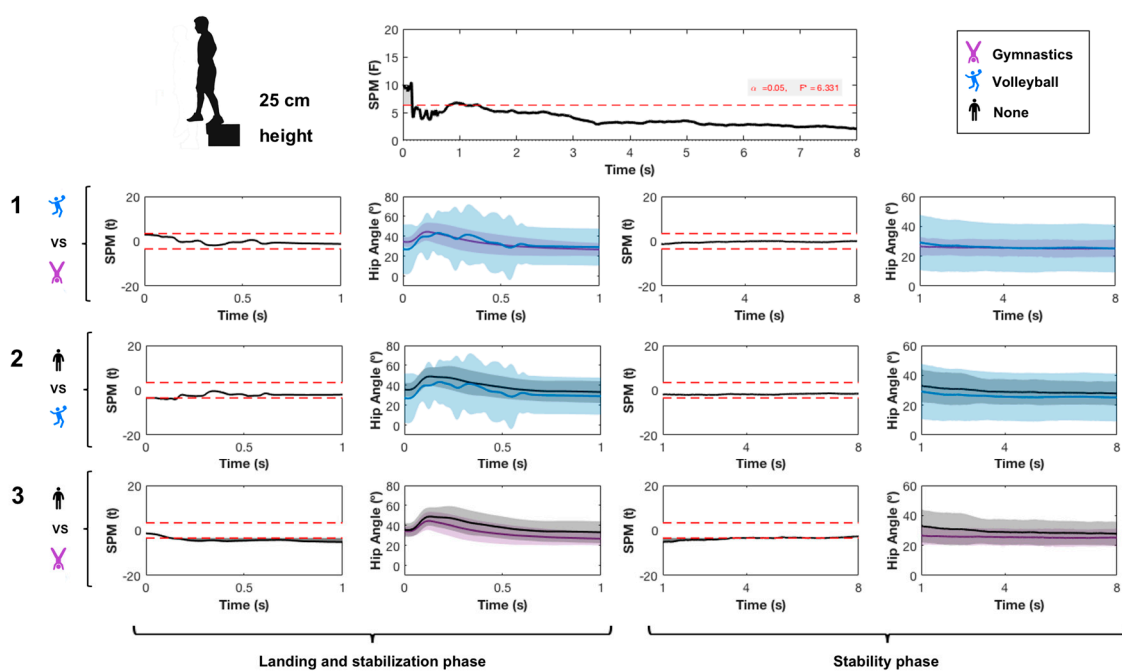 25 cm
height
20
15
10
5
0
SPM (F)
α =0.05, F* = 6.331
0 1 2 3 4 5 6 7 8
Time (s)
Gymnastics
Volleyball
None
1
vs
20
0
-20
SPM (t)
0 0.5 1
Time (s)
80
60
40
20
0
Hip Angle (º)
0 0.5 1
Time (s)
20
0
-20
SPM (t)
1 4 8
Time (s)
60
40
20
0
Hip Angle (º)
1 4 8
Time (s)
2
vs
20
0
-20
SPM (t)
0 0.5 1
Time (s)
80
60
40
20
0
Hip Angle (º)
0 0.5 1
Time (s)
20
0
-20
SPM (t)
1 4 8
Time (s)
60
40
20
0
Hip Angle (º)
1 4 8
Time (s)
3
vs
20
0
-20
SPM (t)
0 0.5 1
Time (s)
80
60
40
20
0
Hip Angle (º)
0 0.5 1
Time (s)
20
0
-20
SPM (t)
1 4 8
Time (s)
60
40
20
0
Hip Angle (º)
1 4 8
Time (s)
Landing and stabilization phase
Stability phase